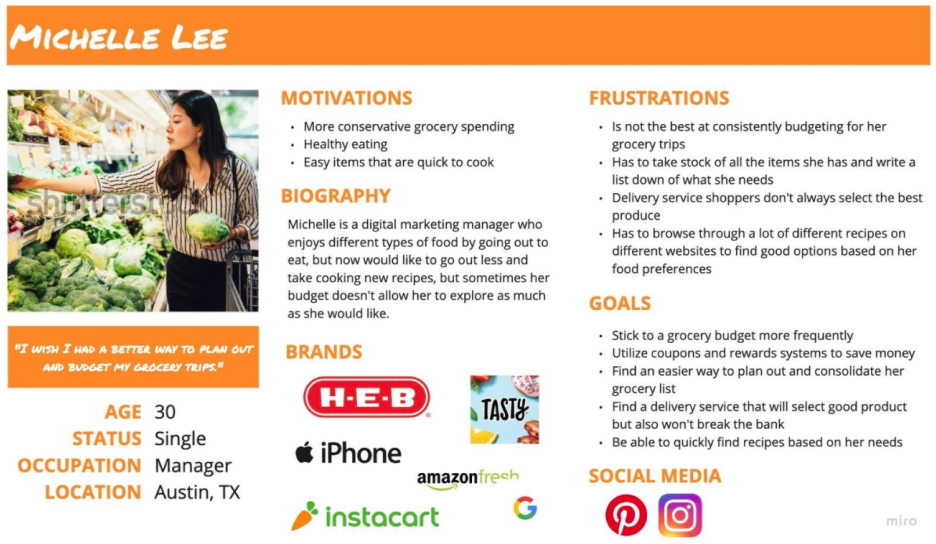 Michelle Lee
shutterstock
"I wish I had a better way to plan out
and budget my grocery trips."
AGE 30
STATUS Single
OCCUPATION Manager
LOCATION Austin, TX
MOTIVATIONS
• More conservative grocery spending
• Healthy eating
• Easy items that are quick to cook
BIOGRAPHY
Michelle is a digital marketing manager who
enjoys different types of food by going out to
eat, but now would like to go out less and
take cooking new recipes, but sometimes her
budget doesn't allow her to explore as much
as she would like.
BRANDS
H-E-B
TASTY
iPhone
amazonfresh
instacart
G
FRUSTRATIONS
• Is not the best at consistently budgeting for her
grocery trips
• Has to take stock of all the items she has and write a
list down of what she needs
• Delivery service shoppers don't always select the best
produce
• Has to browse through a lot of different recipes on
different websites to find good options based on her
food preferences
GOALS
• Stick to a grocery budget more frequently
• Utilize coupons and rewards systems to save money
• Find an easier way to plan out and consolidate her
grocery list
• Find a delivery service that will select good product
but also won't break the bank
• Be able to quickly find recipes based on her needs
SOCIAL MEDIA
miro